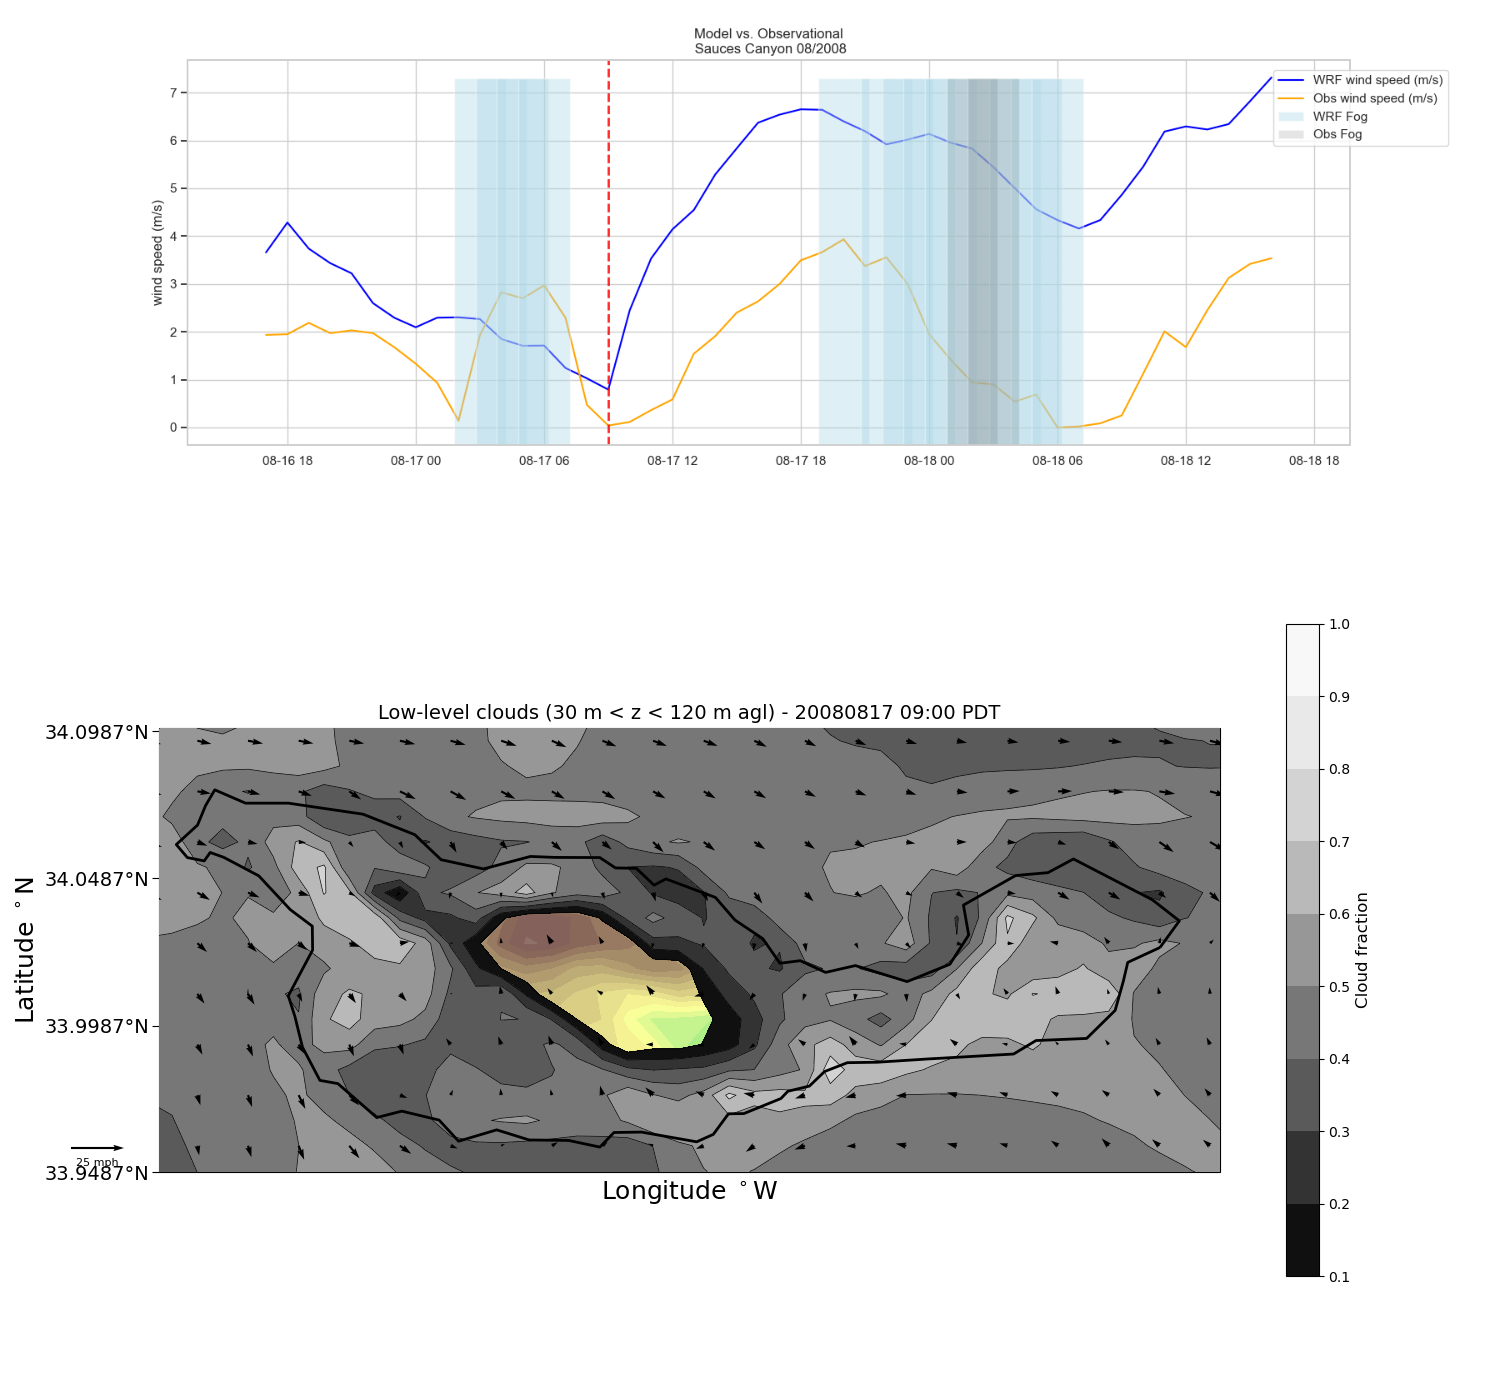 Model vs. Observational
Sauces Canyon 08/2008
WRF wind speed (m/s)
Obs wind speed (m/s)
WRF Fog
Obs Fog
wind speed (m/s)
7
6
5
4
3
2
1
0
08-16 18 08-17 00 08-17 06 08-17 12 08-17 18 08-18 00 08-18 06 08-18 12 08-18 18
Low-level clouds (30 m < z < 120 m agl) - 20080817 09:00 PDT
34.0987°N
34.0487°N
33.9987°N
33.9487°N
Latitude °N
25 mph
Longitude °W
1.0
0.9
0.8
0.7
0.6
0.5
0.4
0.3
0.2
0.1
Cloud fraction